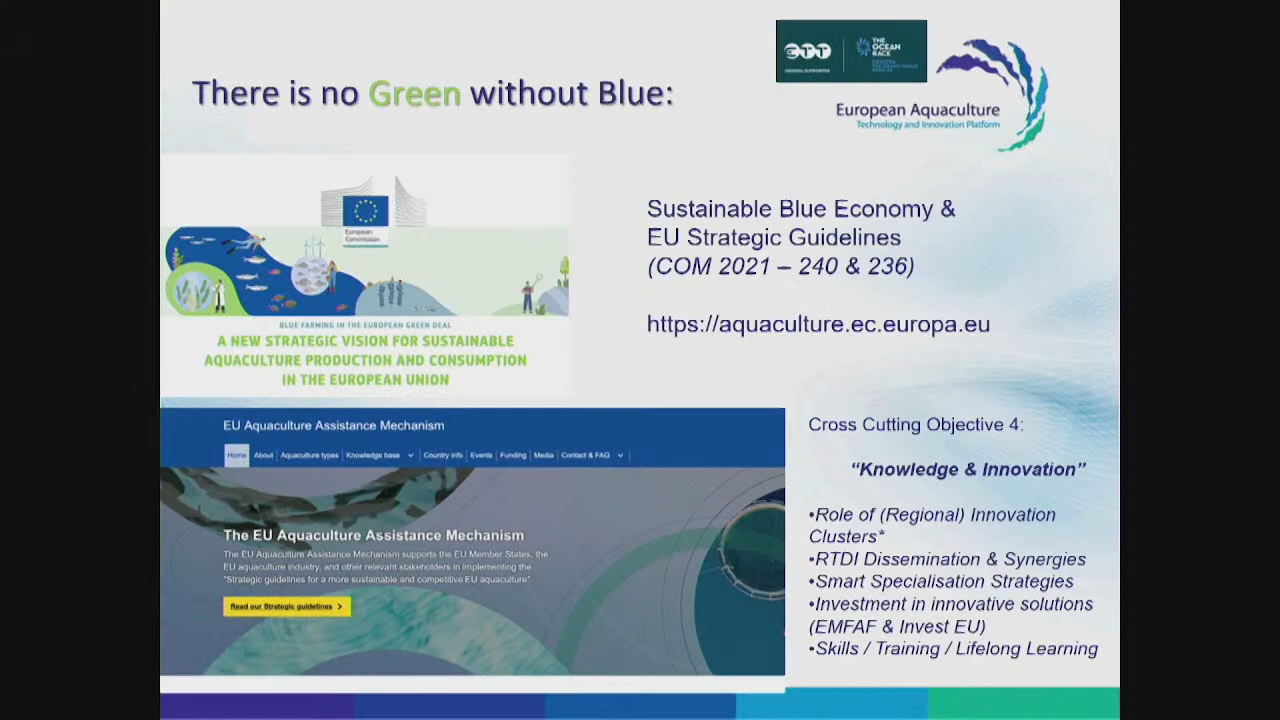 There is no Green without Blue:
ETT
GENOVA SUPPORTER
THE
OCEAN
RACE
European Aquaculture
Technology and Innovation Platform
European
Commission
BLUE FARMING IN THE EUROPEAN GREEN DEAL
A NEW STRATEGIC VISION FOR SUSTAINABLE
AQUACULTURE PRODUCTION AND CONSUMPTION
IN THE EUROPEAN UNION
Sustainable Blue Economy &
EU Strategic Guidelines
(COM 2021 – 240 & 236)
https://aquaculture.ec.europa.eu
EU Aquaculture Assistance Mechanism
Home About Aquaculture types Knowledge base Country info Events Funding Media Contact & FAQ
The EU Aquaculture Assistance Mechanism
The EU Aquaculture Assistance Mechanism supports the EU Member States, the
EU aquaculture industry, and other relevant stakeholders in implementing the
"Strategic guidelines for a more sustainable and competitive EU aquaculture"
Read our Strategic guidelines
Cross Cutting Objective 4:
“Knowledge & Innovation”
•Role of (Regional) Innovation
Clusters*
•RTDI Dissemination & Synergies
•Smart Specialisation Strategies
•Investment in innovative solutions
(EMFAF & Invest EU)
•Skills / Training / Lifelong Learning